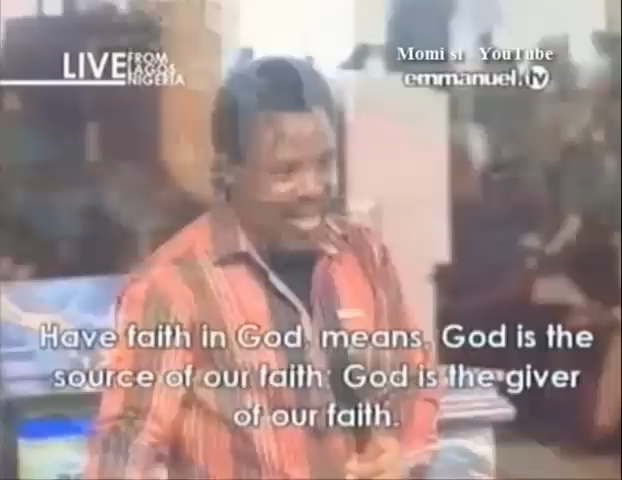 LIVE FROM LAGOS NIGERIA
Momi si YouTube
emmanuel.tv
Have faith in God, means, God is the
source of our faith; God is the giver
of our faith.